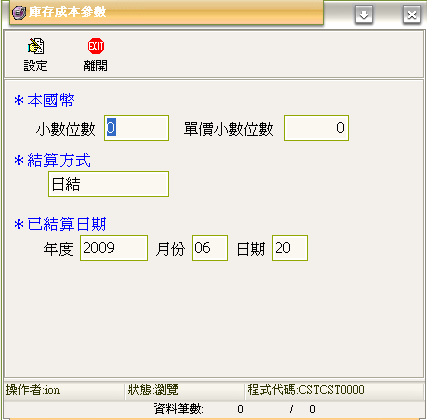 庫存成本參數
設定 離開
＊本國幣
小數位數 0 單價小數位數 0
＊結算方式
日結
＊已結算日期
年度 2009 月份 06 日期 20
操作者:ion 狀態:瀏覽 程式代碼:CSTCST0000
資料筆數: 0 / 0